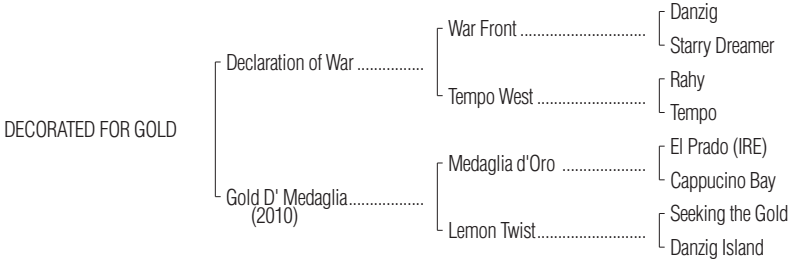 Danzig
War Front ..............................
Starry Dreamer
Declaration of War ................
Rahy
Tempo West ..........................
Tempo
DECORATED FOR GOLD
El Prado (IRE)
Medaglia d'Oro ....................
Cappucino Bay
Gold D' Medaglia..................
(2010)
Seeking the Gold
Lemon Twist..........................
Danzig Island